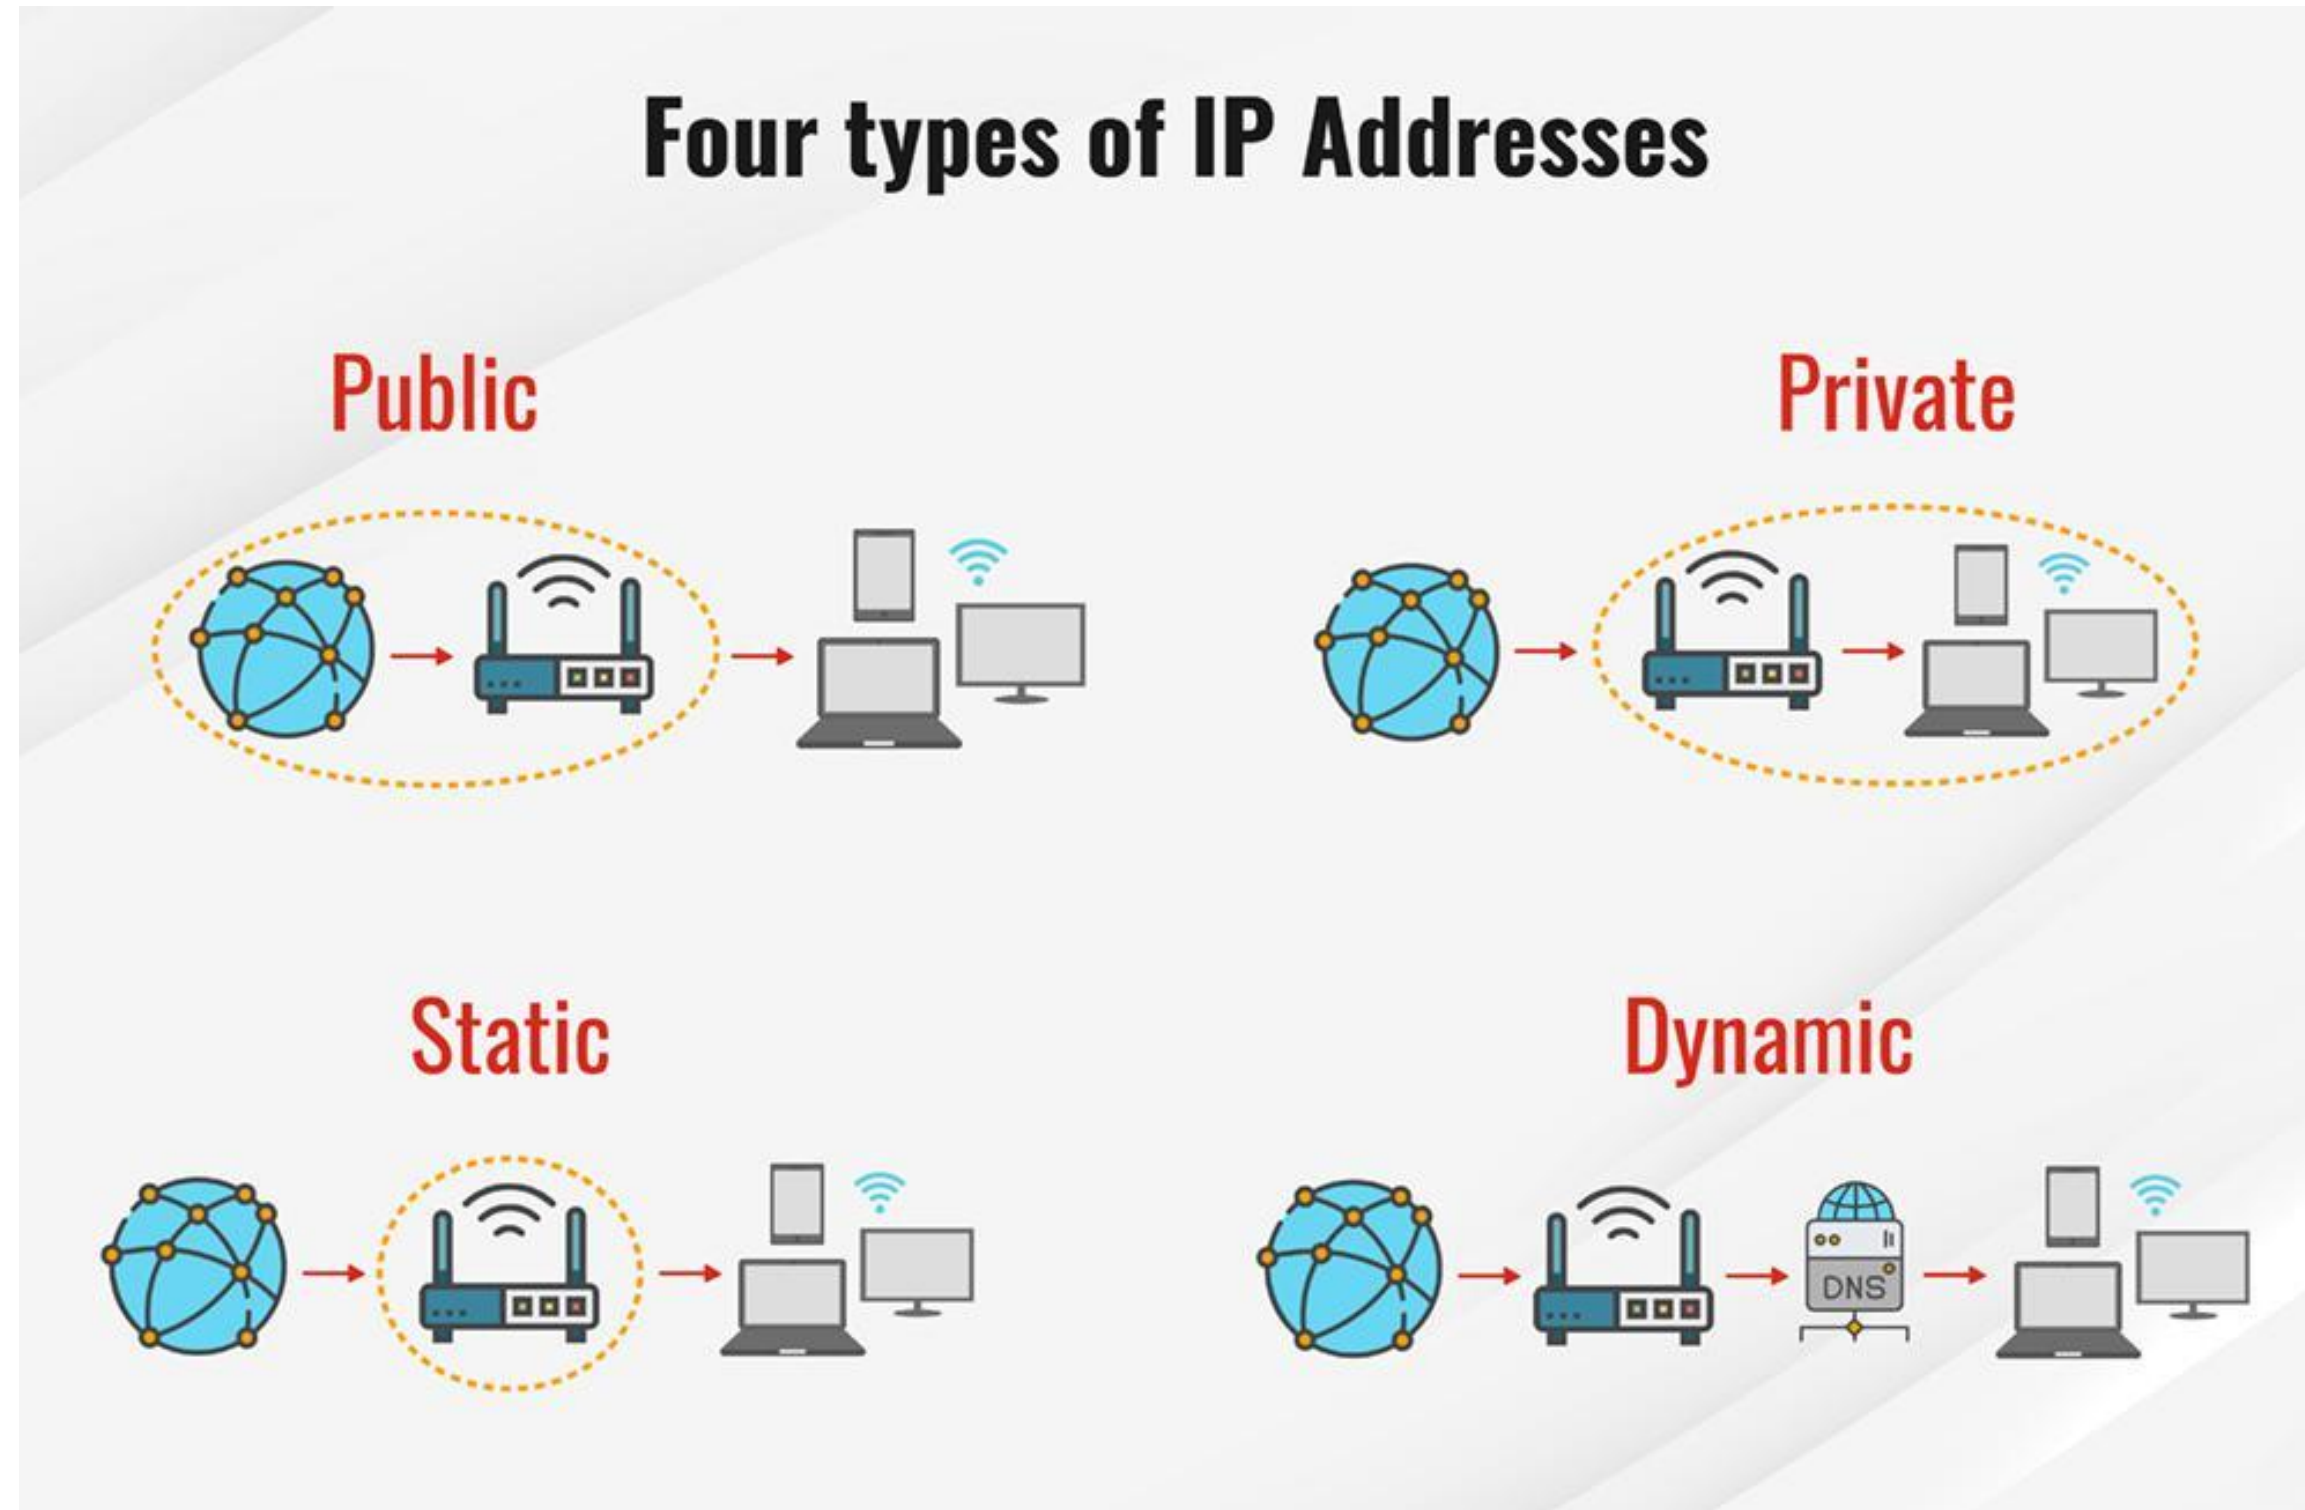 Four types of IP Addresses
Public
Private
Static
Dynamic
DNS